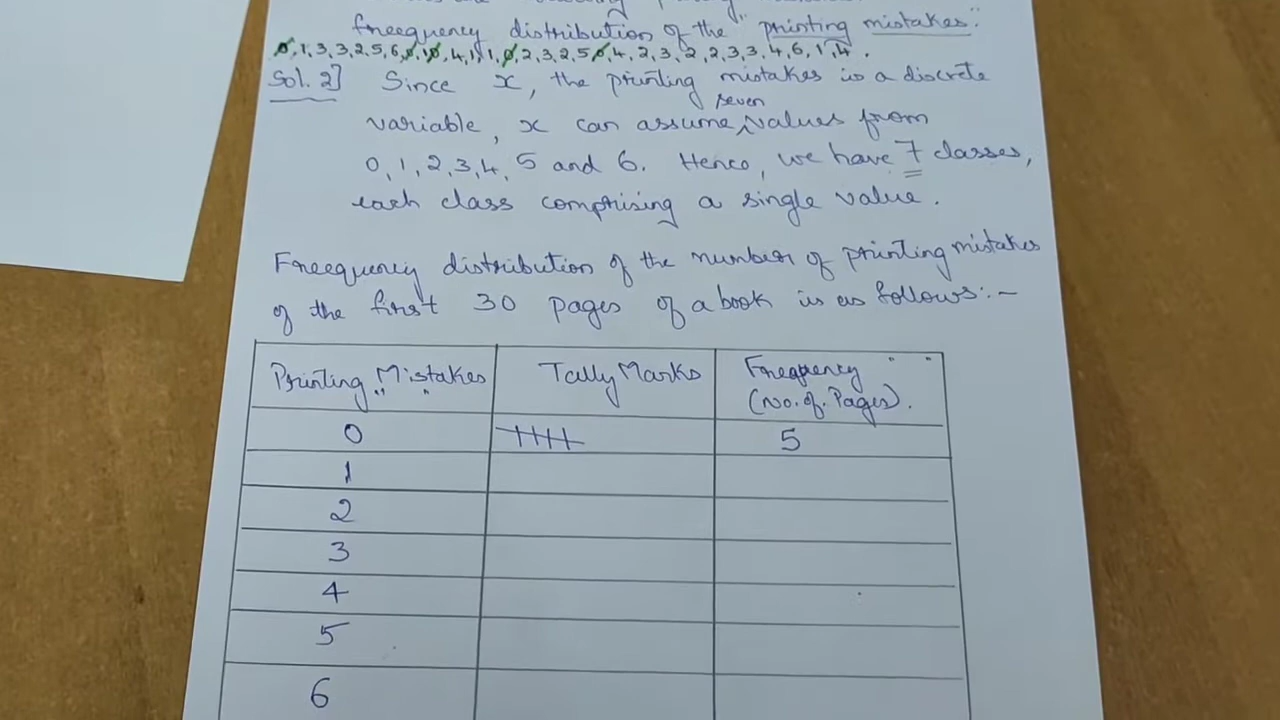 freequency distribution of the "printing mistakes".
0, 1, 3, 3, 2, 5, 6, 0, 1, 0, 4, 1, 1, 0, 2, 3, 2, 5, 0, 4, 2, 3, 2, 2, 3, 3, 4, 6, 1, 4.
Sol. 2] Since x, the printing mistakes is a discrete
seven
variable, x can assume ^ values from
0, 1, 2, 3, 4, 5 and 6. Hence, we have 7 classes,
each class comprising a single value.
Freequency distribution of the number of printing mistakes
of the first 30 pages of a book is as follows:-
Printing Mistakes Tally Marks Frequency
(No. of. Pages).
0 ++++ 5
1
2
3
4
5
6